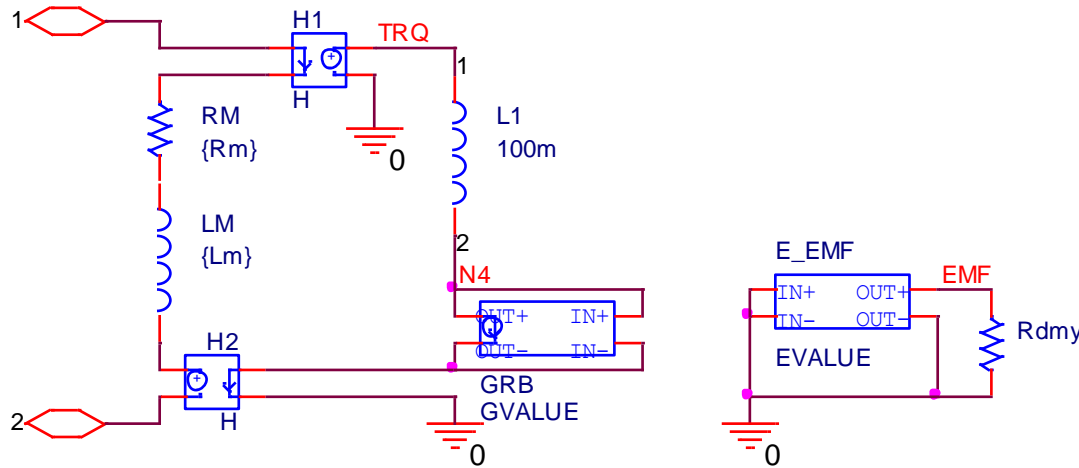 1
H1
TRQ
H
0
RM
{Rm}
1
L1
100m
LM
{Lm}
2
N4
OUT+ IN+
OUT- IN-
GRB
GVALUE
H2
H
2
0
E_EMF
EMF
IN+ OUT+
IN- OUT-
EVALUE
Rdmy
0